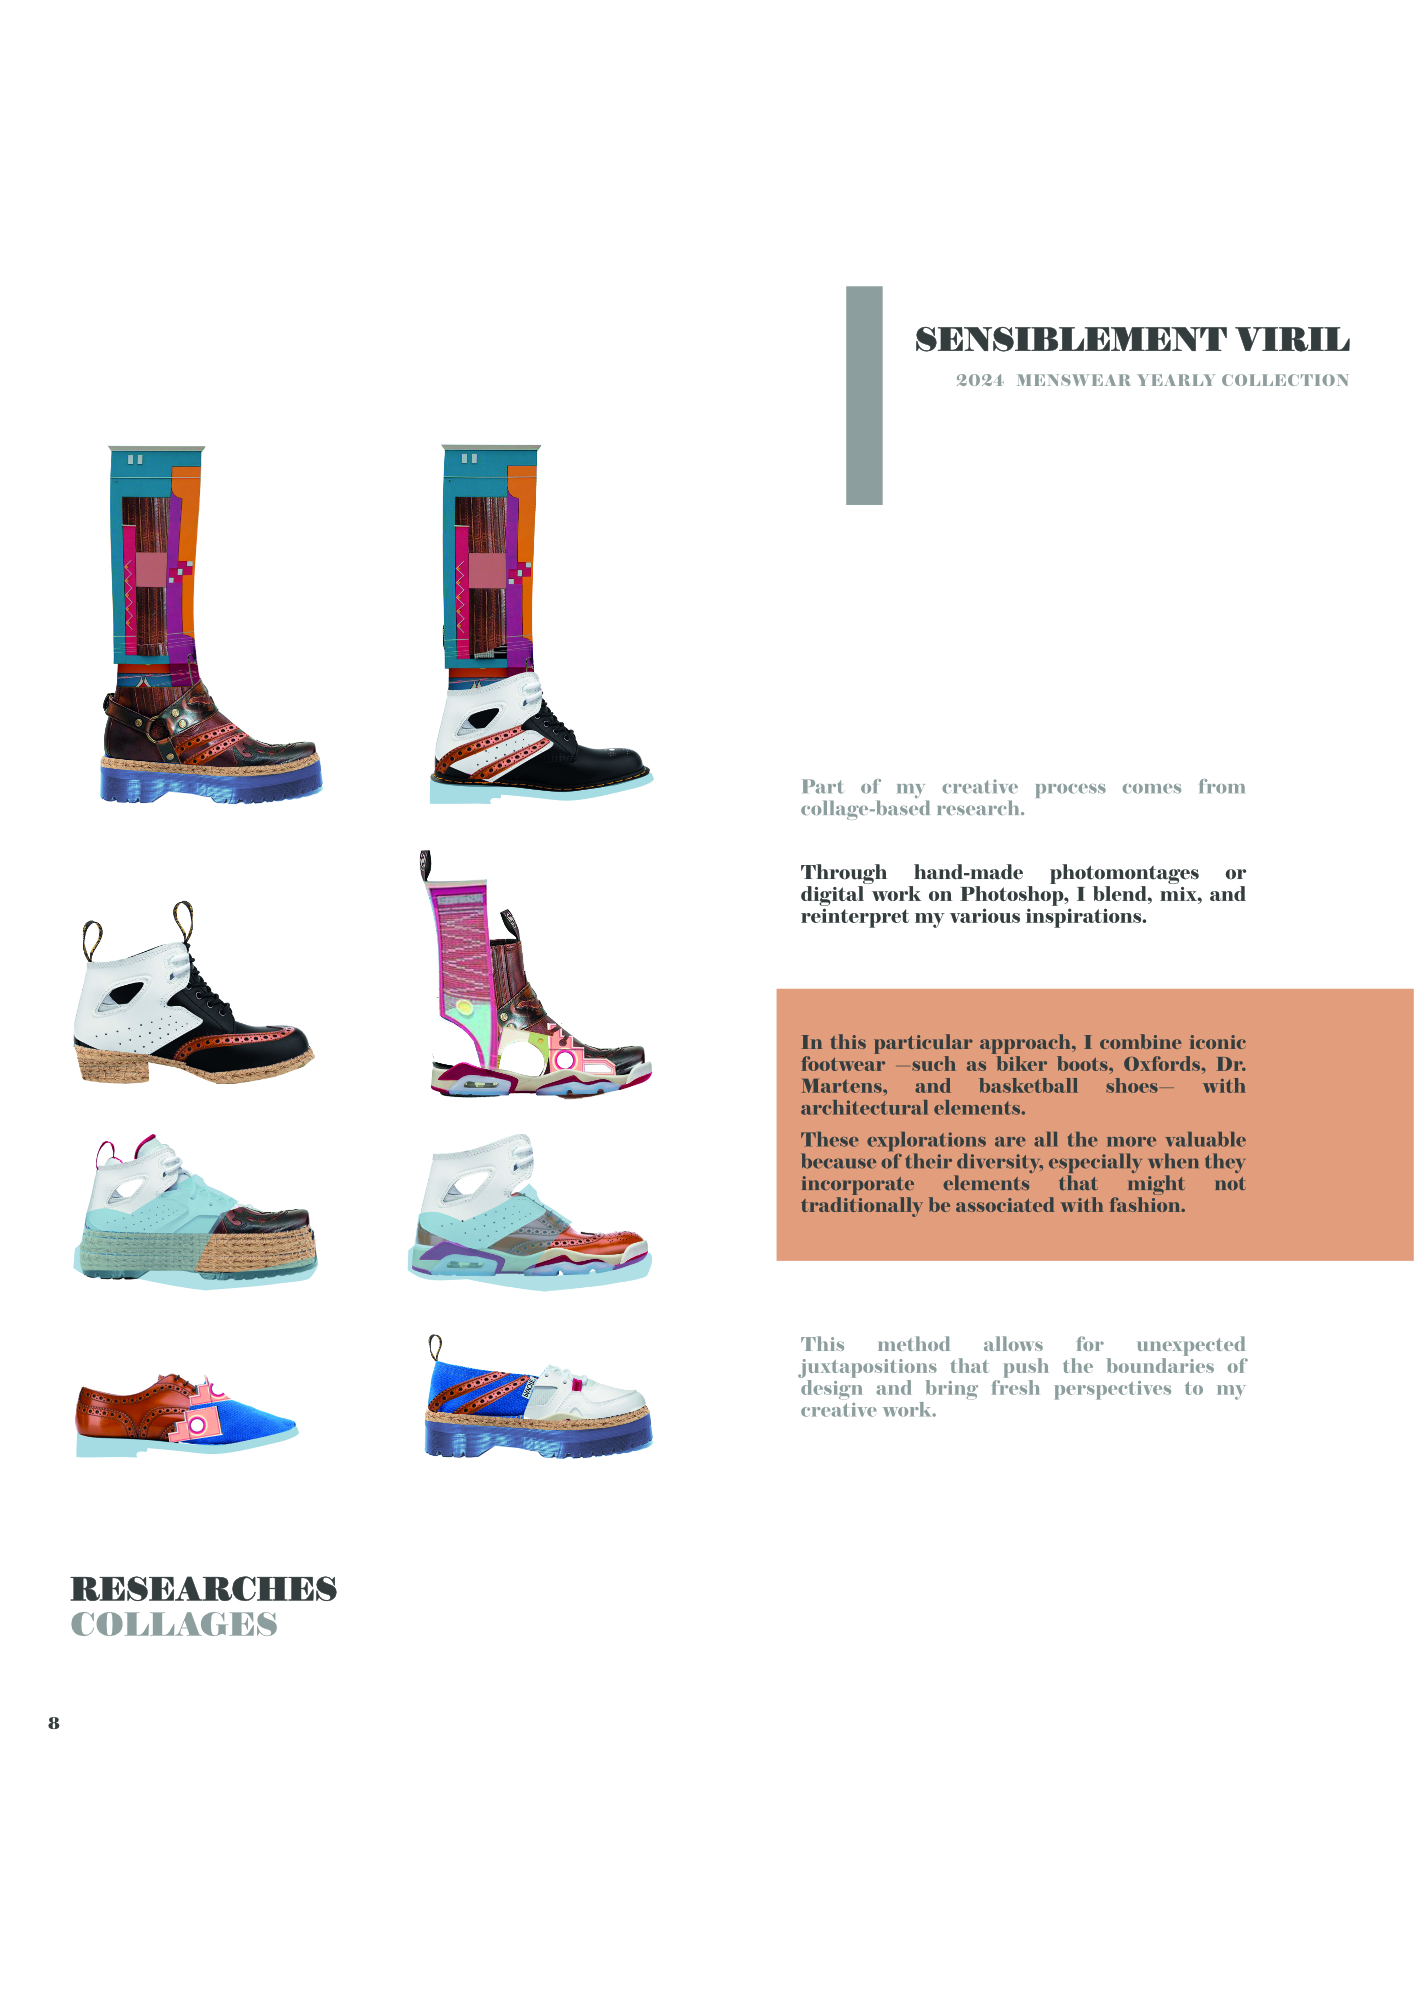 SENSIBLEMENT VIRIL
2024 MENSWEAR YEARLY COLLECTION
Part of my creative process comes from
collage-based research.
Through hand-made photomontages or
digital work on Photoshop, I blend, mix, and
reinterpret my various inspirations.
In this particular approach, I combine iconic
footwear —such as biker boots, Oxfords, Dr.
Martens, and basketball shoes— with
architectural elements.
These explorations are all the more valuable
because of their diversity, especially when they
incorporate elements that might not
traditionally be associated with fashion.
This method allows for unexpected
juxtapositions that push the boundaries of
design and bring fresh perspectives to my
creative work.
RESEARCHES
COLLAGES
8